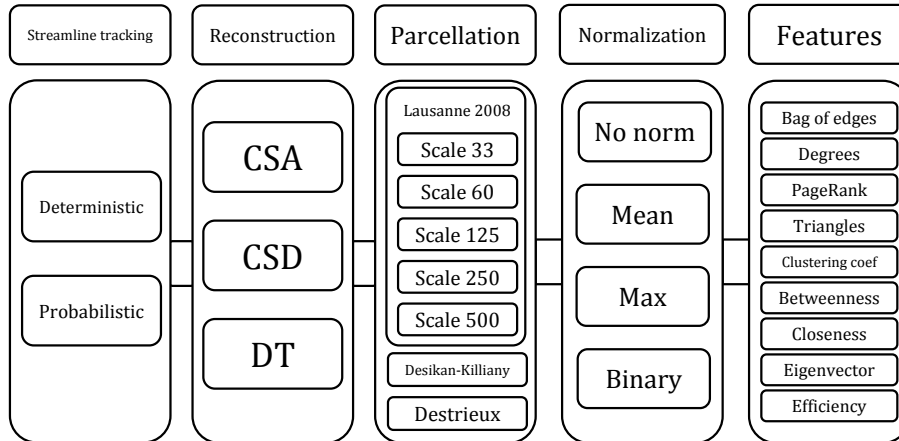 Streamline tracking
Reconstruction
Parcellation
Normalization
Features
Deterministic
Probabilistic
CSA
CSD
DT
Lausanne 2008
Scale 33
Scale 60
Scale 125
Scale 250
Scale 500
Desikan-Killiany
Destrieux
No norm
Mean
Max
Binary
Bag of edges
Degrees
PageRank
Triangles
Clustering coef
Betweenness
Closeness
Eigenvector
Efficiency